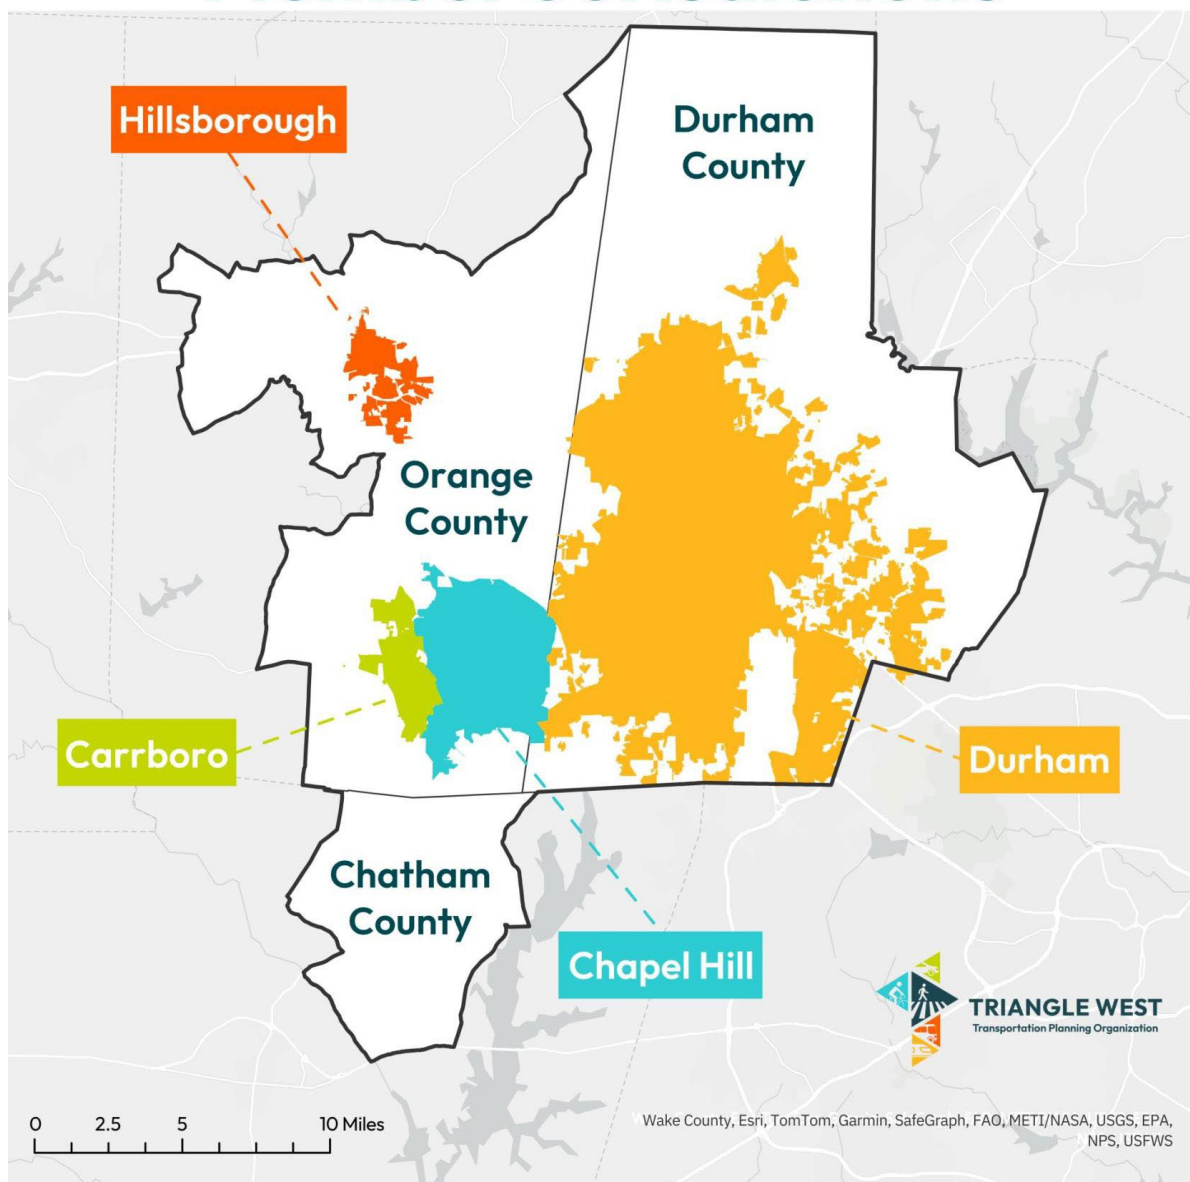 Hillsborough
Durham
County
Orange
County
Carrboro
Durham
Chatham
County
Chapel Hill
TRIANGLE WEST
Transportation Planning Organization
0 2.5 5 10 Miles
Wake County, Esri, TomTom, Garmin, SafeGraph, FAO, METI/NASA, USGS, EPA,
NPS, USFWS